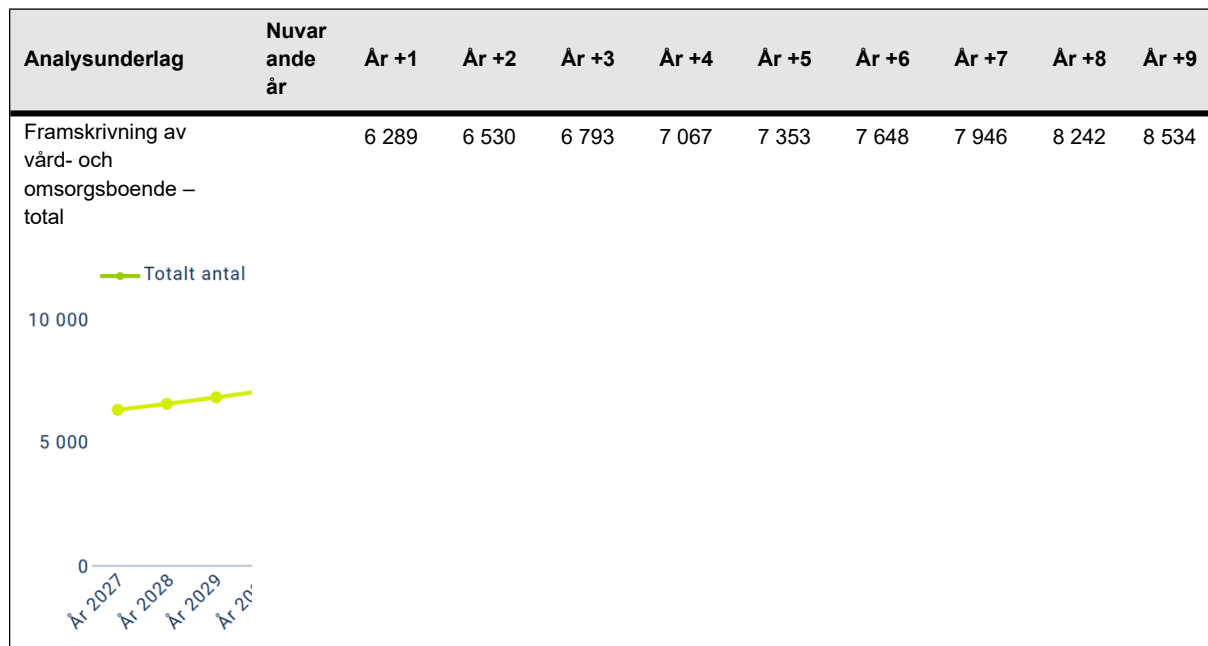 Analysunderlag Nuvar
ande
år År +1 År +2 År +3 År +4 År +5 År +6 År +7 År +8 År +9
Framskrivning av
vård- och
omsorgsboende –
total
6 289 6 530 6 793 7 067 7 353 7 648 7 946 8 242 8 534
Totalt antal
10 000
5 000
0
År 2027
År 2028
År 2029